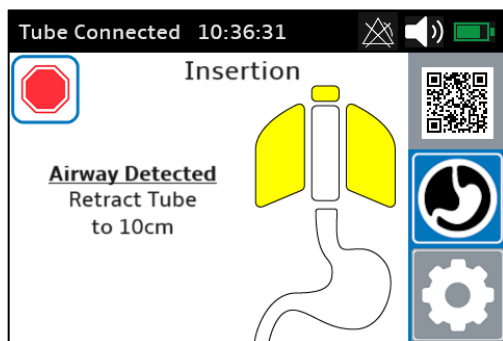 Tube Connected 10:36:31
Insertion
Airway Detected
Retract Tube
to 10cm